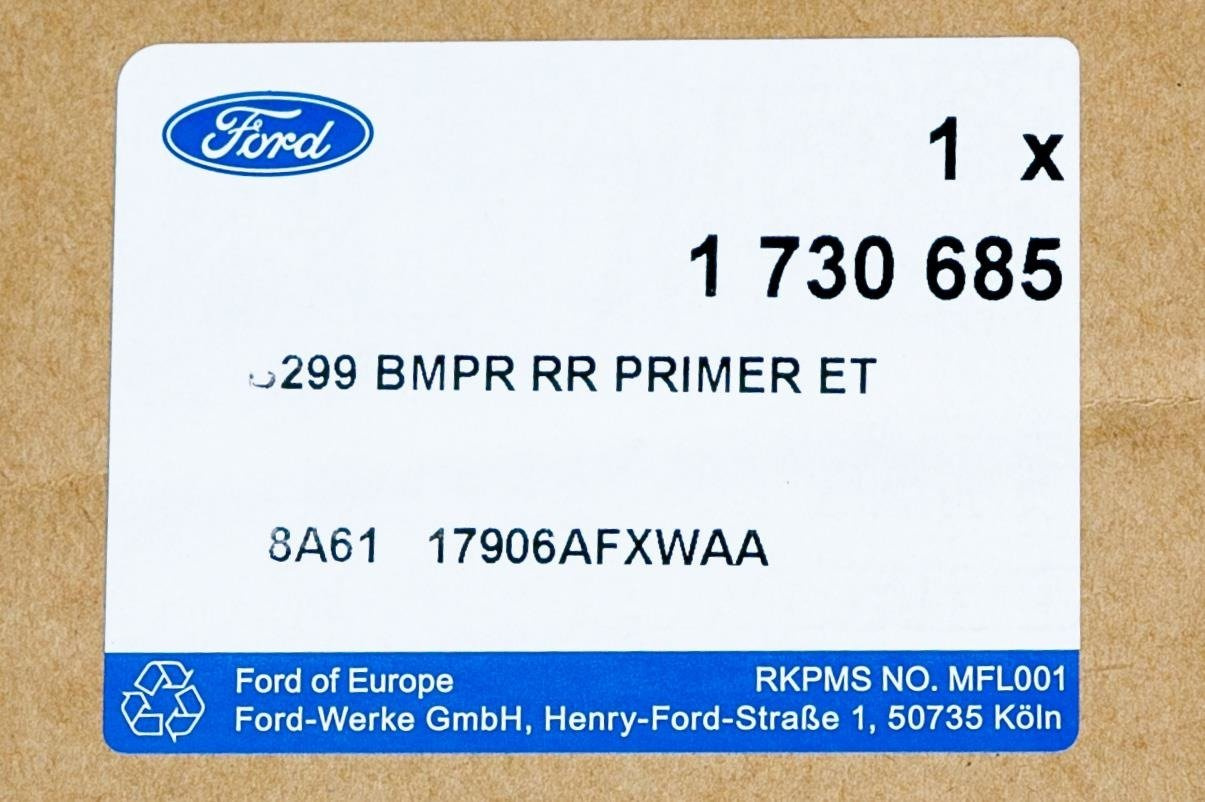 Ford
1 x
1 730 685
BMPR RR PRIMER ET
8A61 17906AFXWAA
Ford of Europe
RKPMS NO. MFL001
Ford-Werke GmbH, Henry-Ford-Straße 1, 50735 Köln